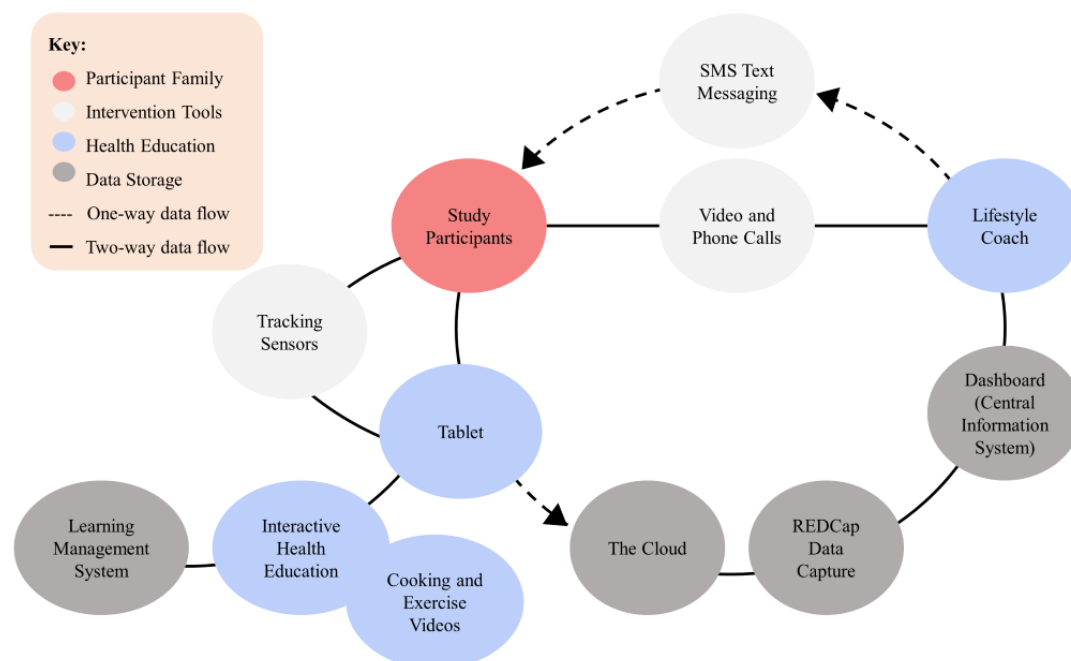 Key:
Participant Family
Intervention Tools
Health Education
Data Storage
One-way data flow
Two-way data flow
SMS Text
Messaging
Study
Participants
Video and
Phone Calls
Lifestyle
Coach
Tracking
Sensors
Tablet
Dashboard
(Central
Information
System)
Learning
Management
System
Interactive
Health
Education
Cooking and
Exercise
Videos
The Cloud
REDCap
Data
Capture